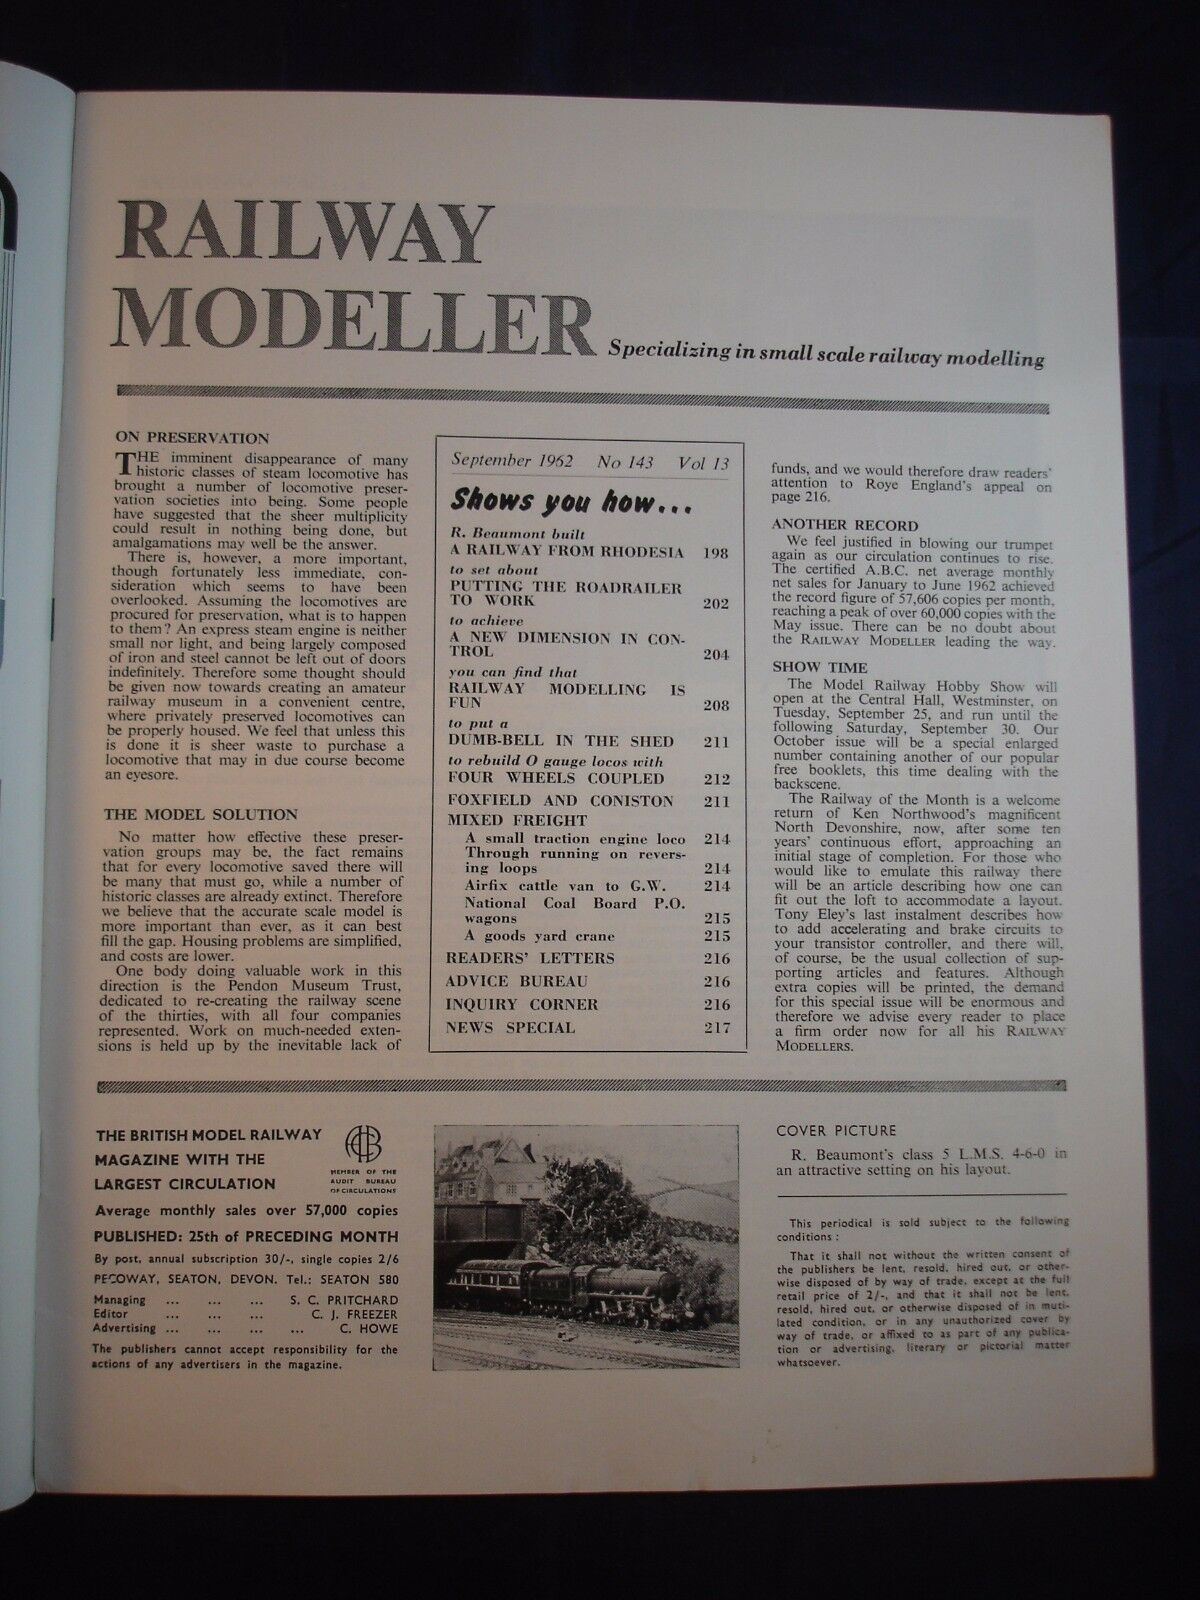 RAILWAY
MODELLER
Specializing in small scale railway modelling
ON PRESERVATION
THE imminent disappearance of many
historic classes of steam locomotive has
brought a number of locomotive preser-
vation societies into being. Some people
have suggested that the sheer multiplicity
could result in nothing being done, but
amalgamations may well be the answer.
There is, however, a more important,
though fortunately less immediate, con-
sideration which seems to have been
overlooked. Assuming the locomotives are
procured for preservation, what is to happen
to them? An express steam engine is neither
small nor light, and being largely composed
of iron and steel cannot be left out of doors
indefinitely. Therefore some thought should
be given now towards creating an amateur
railway museum in a convenient centre,
where privately preserved locomotives can
be properly housed. We feel that unless this
is done it is sheer waste to purchase a
locomotive that may in due course become
an eyesore.
THE MODEL SOLUTION
No matter how effective these preser-
vation groups may be, the fact remains
that for every locomotive saved there will
be many that must go, while a number of
historic classes are already extinct. Therefore
we believe that the accurate scale model is
more important than ever, as it can best
fill the gap. Housing problems are simplified,
and costs are lower.
One body doing valuable work in this
direction is the Pendon Museum Trust,
dedicated to re-creating the railway scene
of the thirties, with all four companies
represented. Work on much-needed exten-
sions is held up by the inevitable lack of
September 1962 No 143 Vol 13
Shows you how...
R. Beaumont built
A RAILWAY FROM RHODESIA 198
to set about
PUTTING THE ROADRAILER
TO WORK 202
to achieve
A NEW DIMENSION IN CON-
TROL 204
you can find that
RAILWAY MODELLING IS
FUN 208
to put a
DUMB-BELL IN THE SHED 211
to rebuild O gauge locos with
FOUR WHEELS COUPLED 212
FOXFIELD AND CONISTON 211
MIXED FREIGHT
A small traction engine loco 214
Through running on revers-
ing loops 214
Airfix cattle van to G.W. 214
National Coal Board P.O.
wagons 215
A goods yard crane 215
READERS' LETTERS 216
ADVICE BUREAU 216
INQUIRY CORNER 216
NEWS SPECIAL 217
funds, and we would therefore draw readers'
attention to Roye England's appeal on
page 216.
ANOTHER RECORD
We feel justified in blowing our trumpet
again as our circulation continues to rise.
The certified A.B.C. net average monthly
net sales for January to June 1962 achieved
the record figure of 57,606 copies per month,
reaching a peak of over 60,000 copies with the
May issue. There can be no doubt about
the RAILWAY MODELLER leading the way.
SHOW TIME
The Model Railway Hobby Show will
open at the Central Hall, Westminster, on
Tuesday, September 25, and run until the
following Saturday, September 30. Our
October issue will be a special enlarged
number containing another of our popular
free booklets, this time dealing with the
backscene.
The Railway of the Month is a welcome
return of Ken Northwood's magnificent
North Devonshire, now, after some ten
years' continuous effort, approaching an
initial stage of completion. For those who
would like to emulate this railway there
will be an article describing how one can
fit out the loft to accommodate a layout.
Tony Eley's last instalment describes how
to add accelerating and brake circuits to
your transistor controller, and there will,
of course, be the usual collection of sup-
porting articles and features. Although
extra copies will be printed, the demand
for this special issue will be enormous and
therefore we advise every reader to place
a firm order now for all his RAILWAY
MODELLERS.
THE BRITISH MODEL RAILWAY
MAGAZINE WITH THE
LARGEST CIRCULATION
ABC
MEMBER OF THE
AUDIT BUREAU
OF CIRCULATIONS
Average monthly sales over 57,000 copies
PUBLISHED: 25th of PRECEDING MONTH
By post, annual subscription 30/-, single copies 2/6
PECOWAY, SEATON, DEVON. Tel.: SEATON 580
Managing ... ... ... S. C. PRITCHARD
Editor ... ... ... C. J. FREEZER
Advertising ... ... ... ... C. HOWE
The publishers cannot accept responsibility for the
actions of any advertisers in the magazine.
COVER PICTURE
R. Beaumont's class 5 L.M.S. 4-6-0 in
an attractive setting on his layout.
This periodical is sold subject to the following
conditions :
That it shall not without the written consent of
the publishers be lent, resold, hired out, or other-
wise disposed of by way of trade, except at the full
retail price of 2/-, and that it shall not be lent,
resold, hired out, or otherwise disposed of in muti-
lated condition, or in any unauthorized cover by
way of trade, or affixed to as part of any publica-
tion or advertising, literary or pictorial matter
whatsoever.